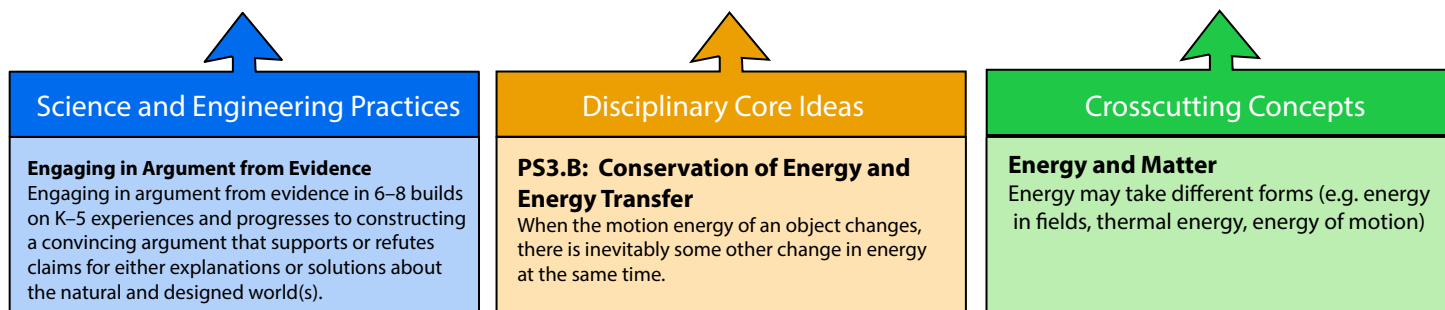 Science and Engineering Practices
Engaging in Argument from Evidence
Engaging in argument from evidence in 6–8 builds
on K–5 experiences and progresses to constructing
a convincing argument that supports or refutes
claims for either explanations or solutions about
the natural and designed world(s).
Disciplinary Core Ideas
PS3.B: Conservation of Energy and
Energy Transfer
When the motion energy of an object changes,
there is inevitably some other change in energy
at the same time.
Crosscutting Concepts
Energy and Matter
Energy may take different forms (e.g. energy
in fields, thermal energy, energy of motion)